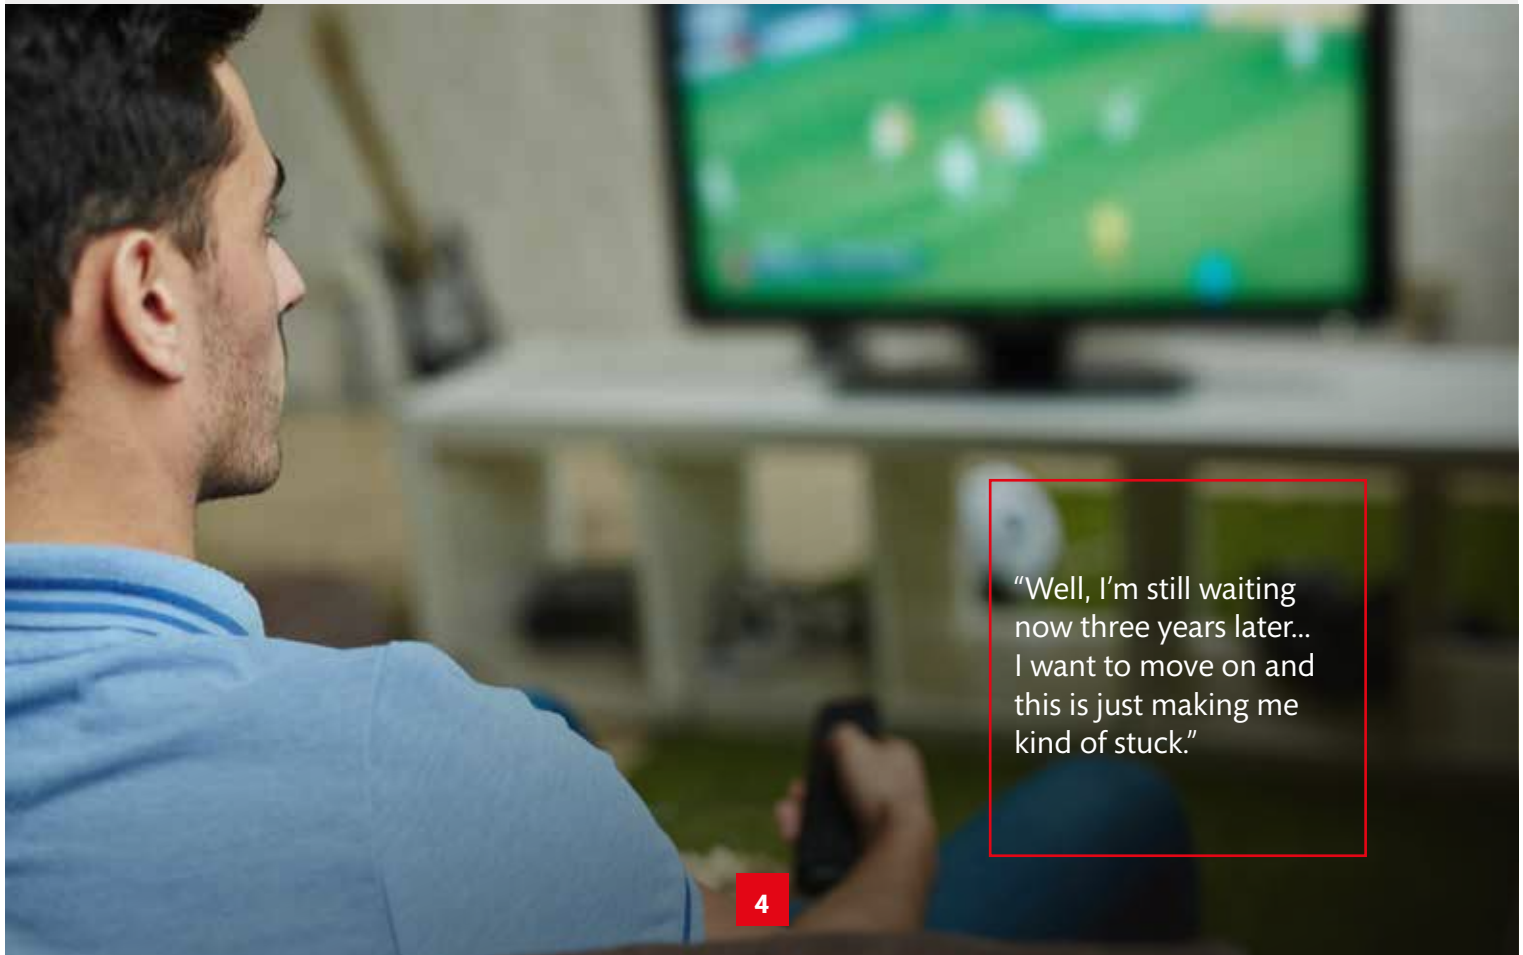 “Well, I’m still waiting
now three years later...
I want to move on and
this is just making me
kind of stuck.”
4